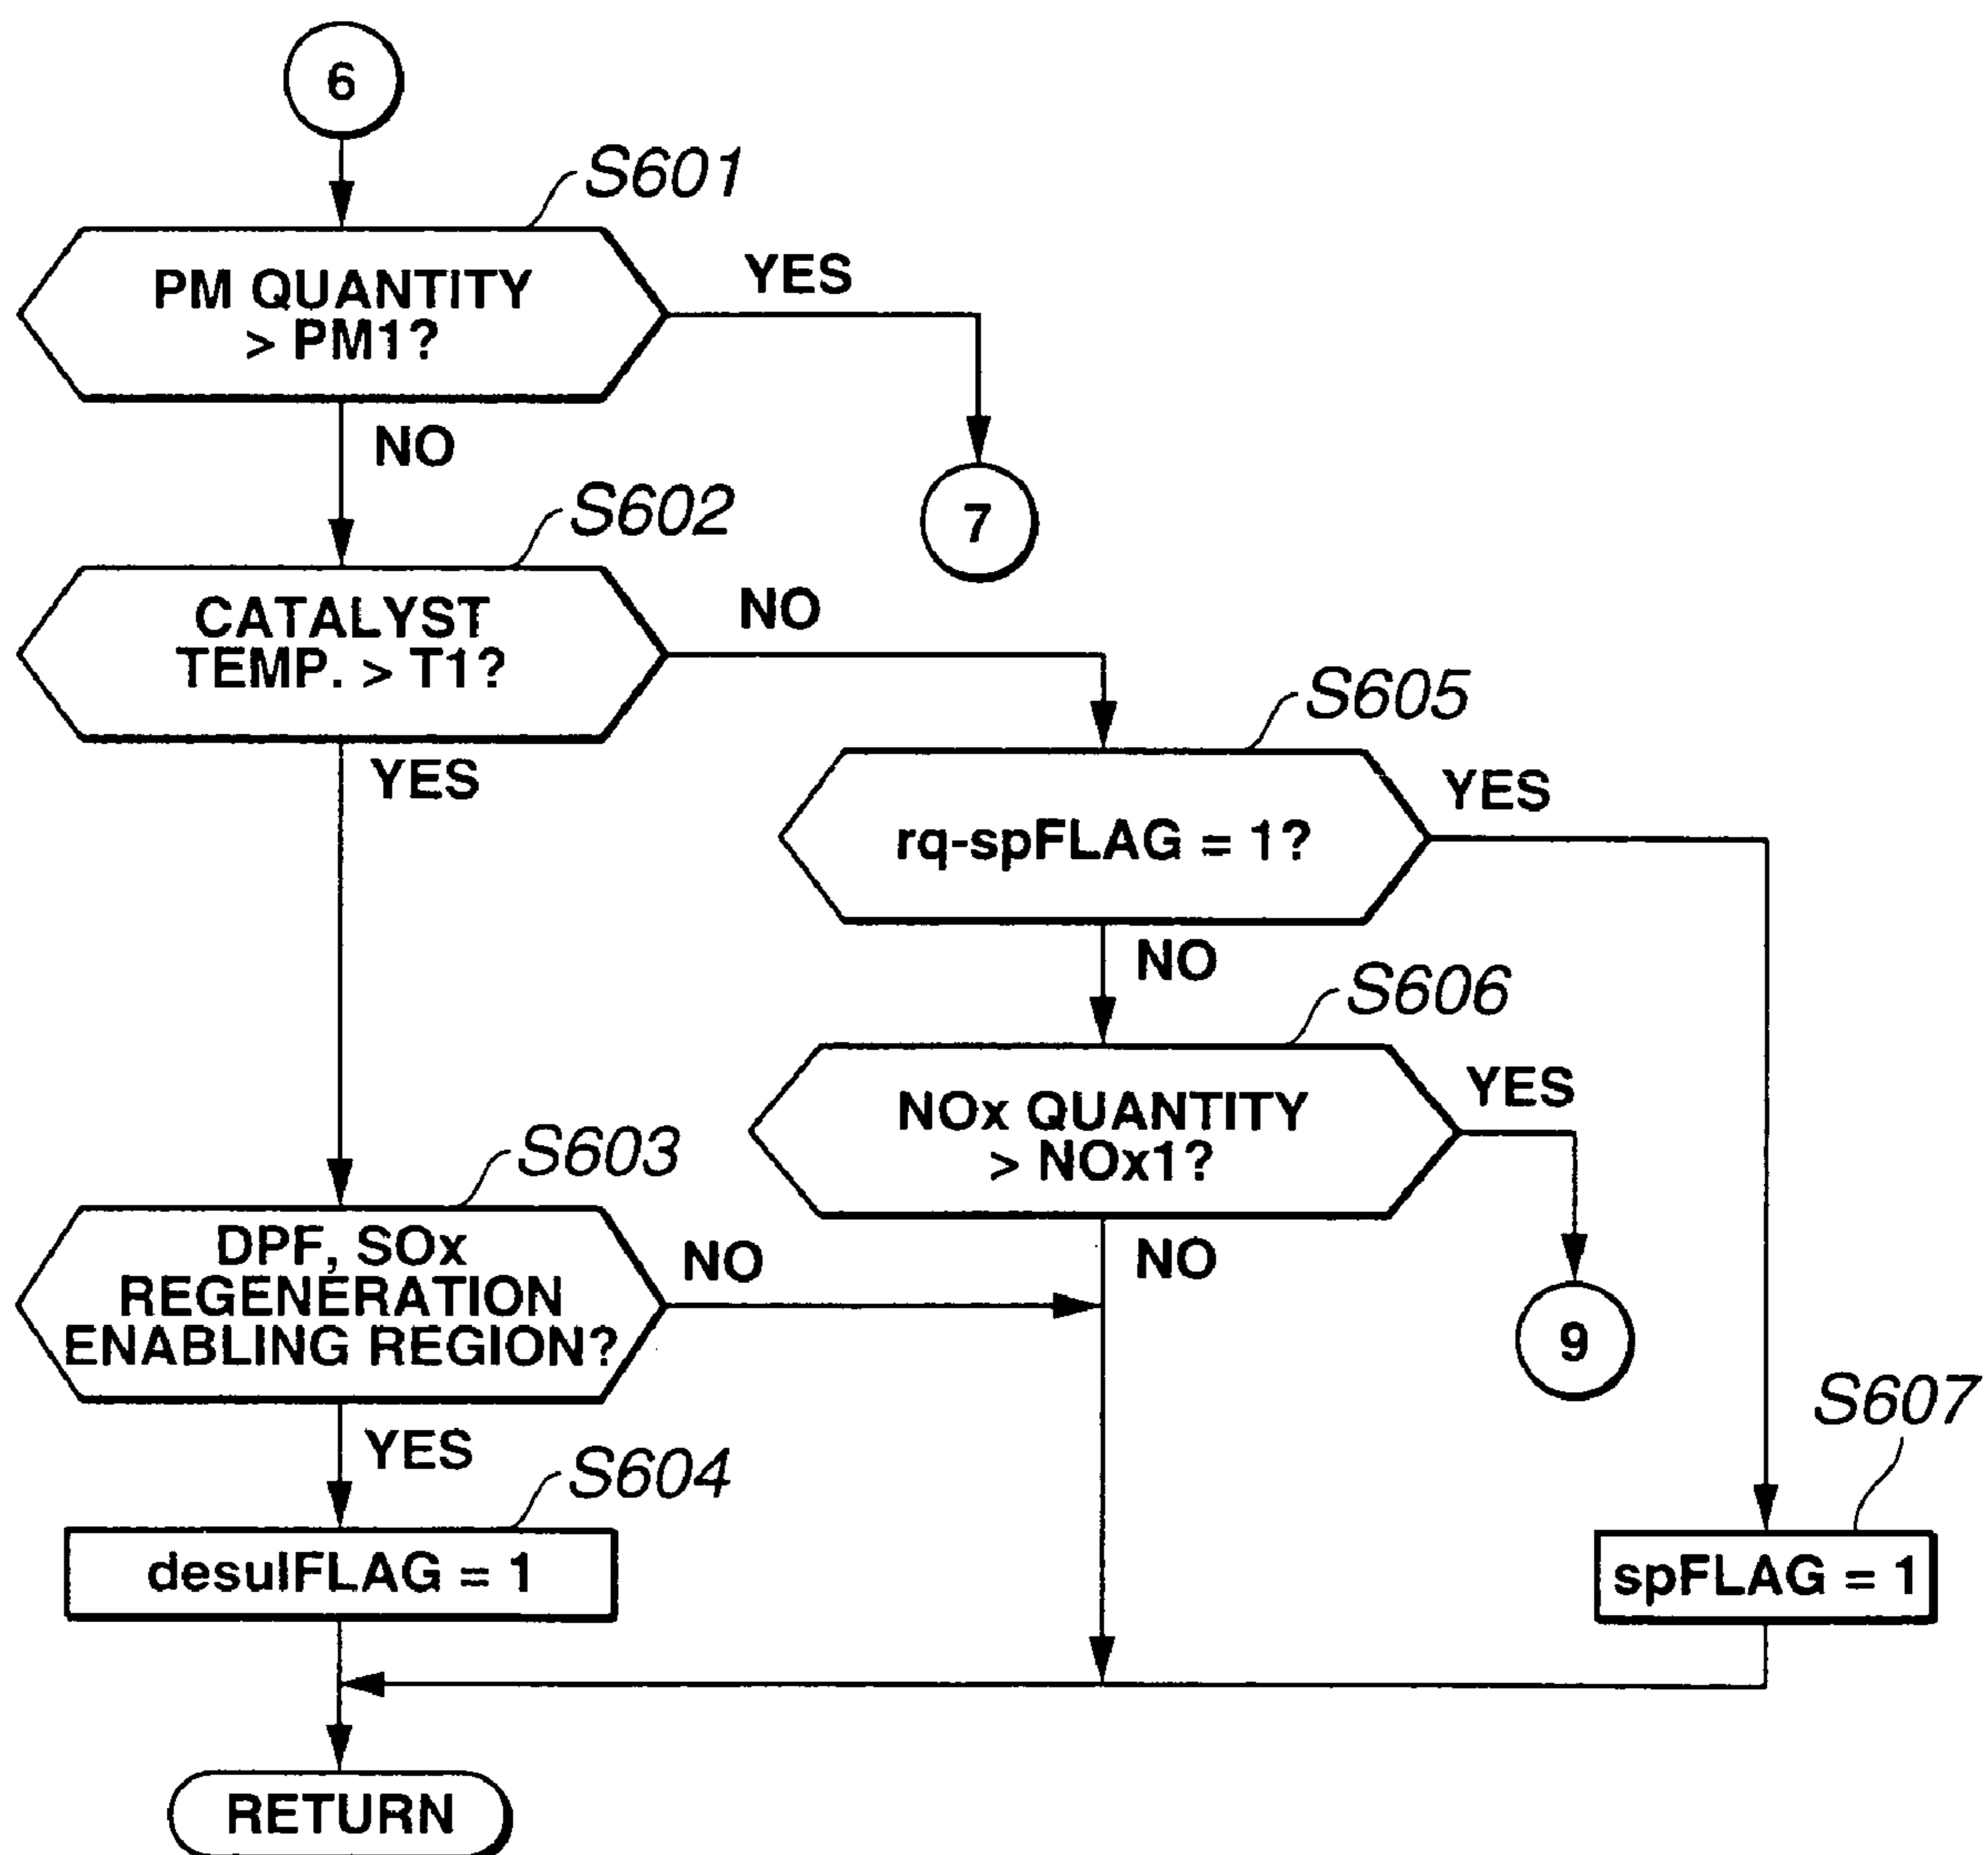 6
S601
PM QUANTITY
> PM1?
YES
NO
7
S602
CATALYST
TEMP. > T1?
NO
YES
S605
rq-spFLAG = 1?
YES
NO
S606
NOx QUANTITY
> NOx1?
YES
NO
9
S603
DPF, SOx
REGENERATION
ENABLING REGION?
NO
YES
S604
desulFLAG = 1
S607
spFLAG = 1
RETURN